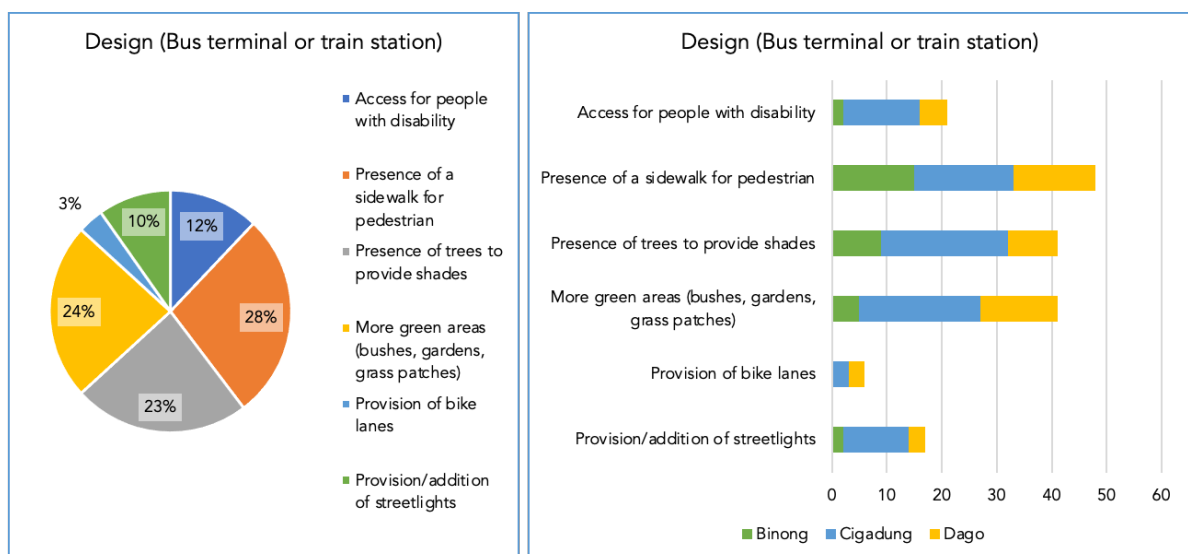 Design (Bus terminal or train station)
Access for people
with disability
Presence of a
sidewalk for
pedestrian
Presence of trees to
provide shades
More green areas
(bushes, gardens,
grass patches)
Provision of bike
lanes
Provision/addition
of streetlights
3%
10%
12%
24%
28%
23%
Design (Bus terminal or train station)
Access for people with disability
Presence of a sidewalk for pedestrian
Presence of trees to provide shades
More green areas (bushes, gardens,
grass patches)
Provision of bike lanes
Provision/addition of streetlights
0 10 20 30 40 50 60
Binong Cigadung Dago